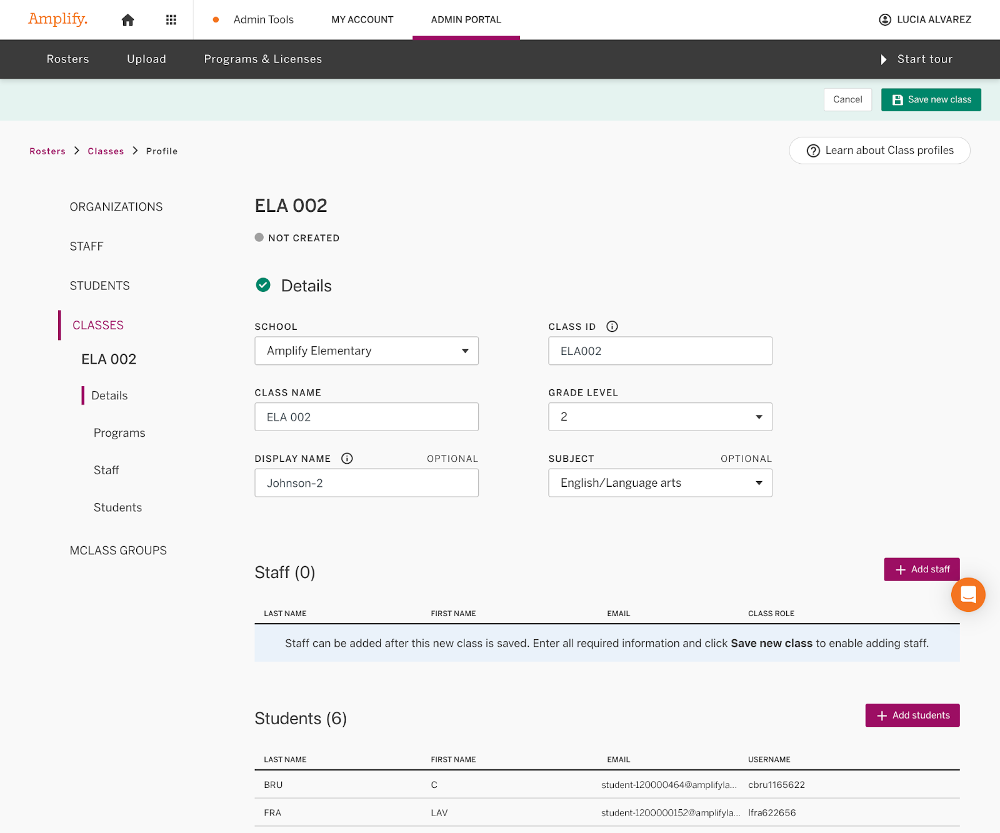 Amplify.
Admin Tools
MY ACCOUNT
ADMIN PORTAL
LUCIA ALVAREZ
Rosters
Upload
Programs & Licenses
Start tour
Cancel
Save new class
Rosters > Classes > Profile
Learn about Class profiles
ORGANIZATIONS
STAFF
STUDENTS
CLASSES
ELA 002
Details
Programs
Staff
Students
MCLASS GROUPS
ELA 002
NOT CREATED
Details
SCHOOL
Amplify Elementary
CLASS ID
ELA002
CLASS NAME
ELA 002
GRADE LEVEL
2
DISPLAY NAME OPTIONAL
Johnson-2
SUBJECT OPTIONAL
English/Language arts
Staff (0)
Add staff
LAST NAME FIRST NAME EMAIL CLASS ROLE
Staff can be added after this new class is saved. Enter all required information and click Save new class to enable adding staff.
Students (6)
Add students
LAST NAME FIRST NAME EMAIL USERNAME
BRU C student-120000464@amplifyla... cbru1165622
FRA LAV student-1200000152@amplifyla... lfra622656